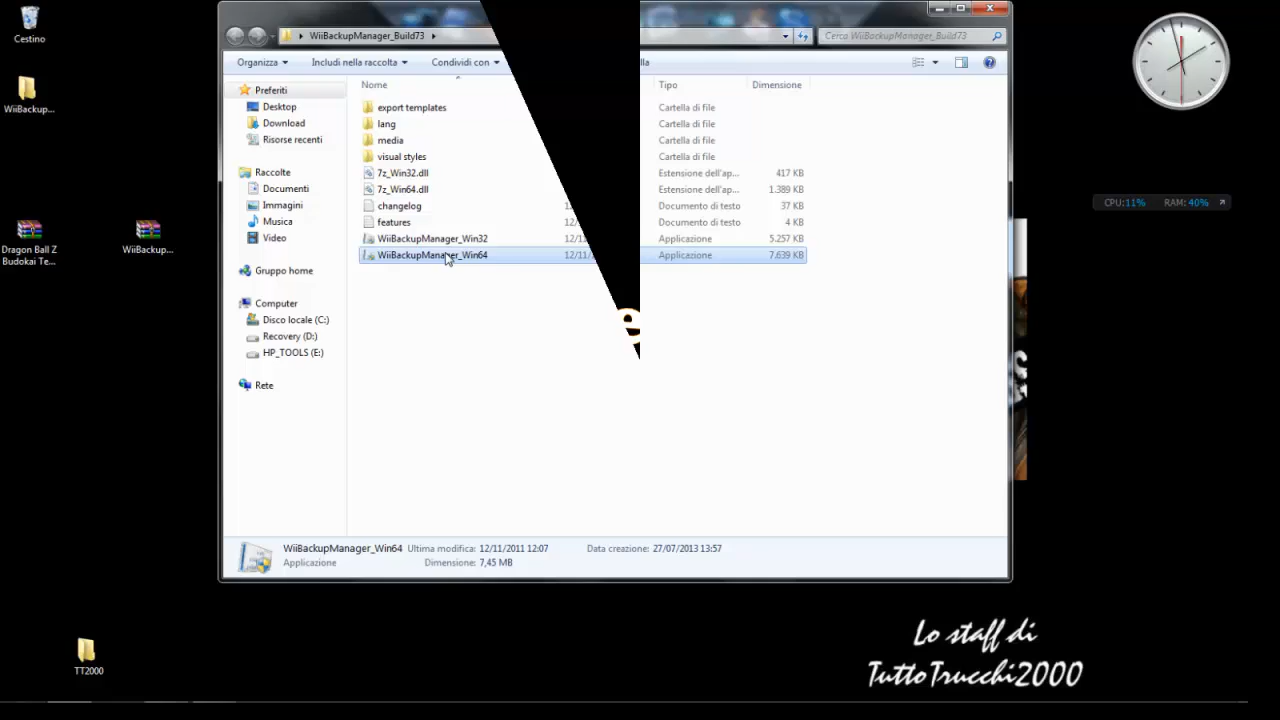 Cestino
WiiBackup...
Dragon Ball Z
Budokai Te...
WiiBackup...
TT2000
WiiBackupManager_Build73
Cerca WiiBackupManager_Build73
Organizza
Includi nella raccolta
Condividi con
lla
Preferiti
Desktop
Download
Risorse recenti
Raccolte
Documenti
Immagini
Musica
Video
Gruppo home
Computer
Disco locale (C:)
Recovery (D:)
HP_TOOLS (E:)
Rete
Nome Tipo Dimensione
export templates Cartella di file
lang Cartella di file
media Cartella di file
visual styles Cartella di file
7z_Win32.dll Estensione dell'ap... 417 KB
7z_Win64.dll Estensione dell'ap... 1.389 KB
changelog Documento di testo 37 KB
features Documento di testo 4 KB
WiiBackupManager_Win32 Applicazione 5.257 KB
WiiBackupManager_Win64 Applicazione 7.639 KB
e
WiiBackupManager_Win64 Ultima modifica: 12/11/2011 12:07 Data creazione: 27/07/2013 13:57
Applicazione Dimensione: 7,45 MB
CPU:11% RAM: 40%
Lo staff di
TuttoTrucchi2000